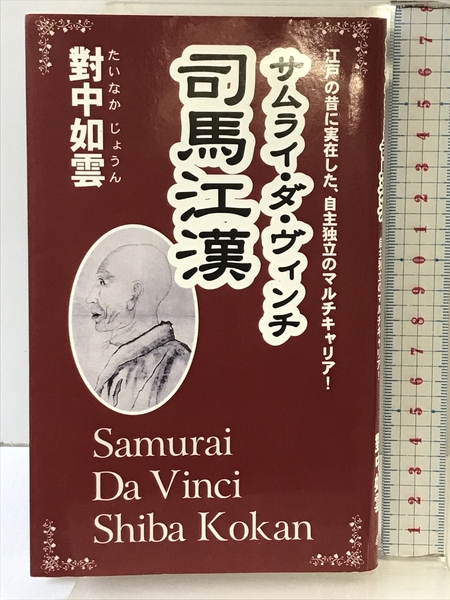 江戸の昔に実在した、自主独立のマルチキャリア!
サムライ・ダ・ヴィンチ
司馬江漢
たいなか じょうん
對中如雲
Samurai
Da Vinci
Shiba Kokan